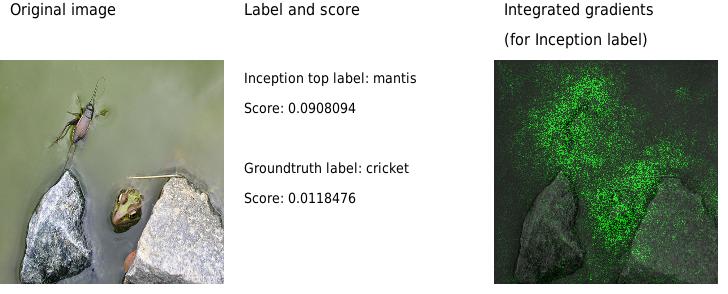 Original image
Label and score
Integrated gradients
(for Inception label)
Inception top label: mantis
Score: 0.0908094
Groundtruth label: cricket
Score: 0.0118476